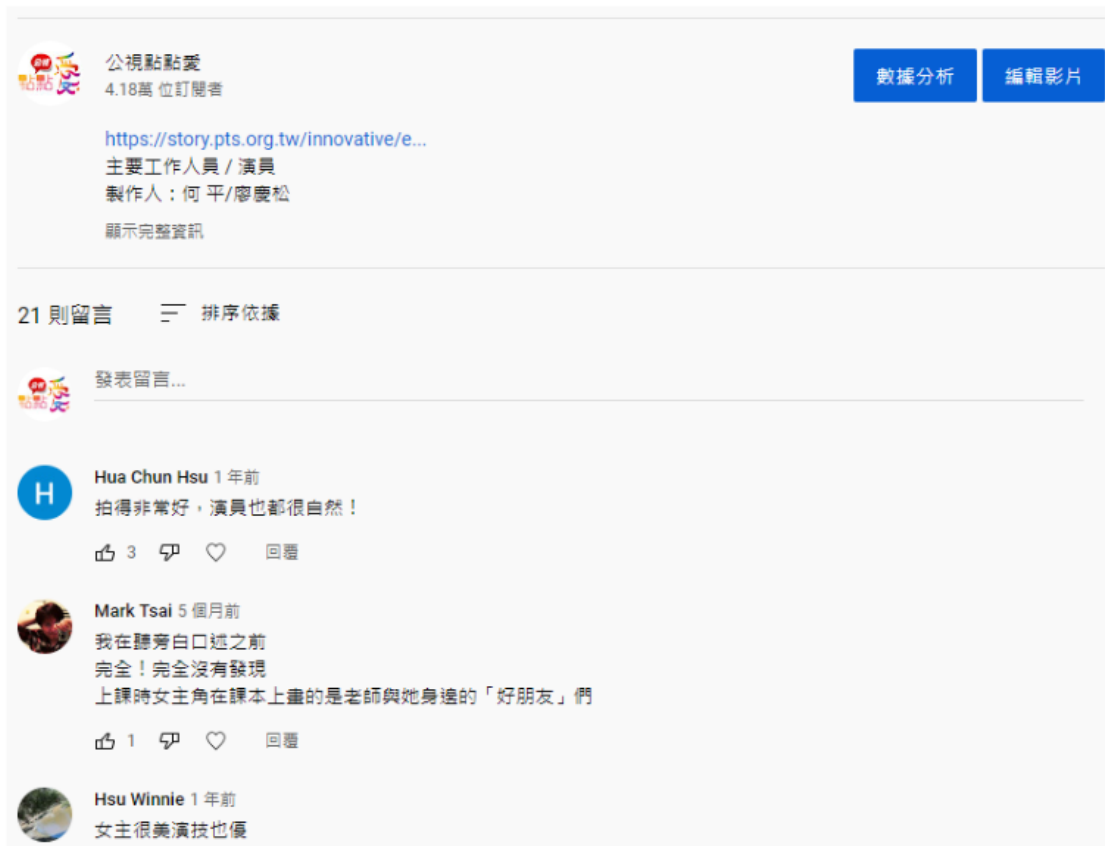 公視點點愛
4.18萬 位訂閱者
數據分析
編輯影片
https://story.pts.org.tw/innovative/e...
主要工作人員 / 演員
製作人：何 平/廖慶松
顯示完整資訊
21 則留言
排序依據
發表留言...
H
Hua Chun Hsu 1 年前
拍得非常好，演員也都很自然！
3 回覆
Mark Tsai 5 個月前
我在聽旁白口述之前
完全！完全沒有發現
上課時女主角在課本上畫的是老師與她身邊的「好朋友」們
1 回覆
Hsu Winnie 1 年前
女主很美演技也優